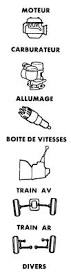 MOTEUR
CARBURATEUR
ALLUMAGE
BOITE DE VITESSES
TRAIN AV
TRAIN AR
DIVERS